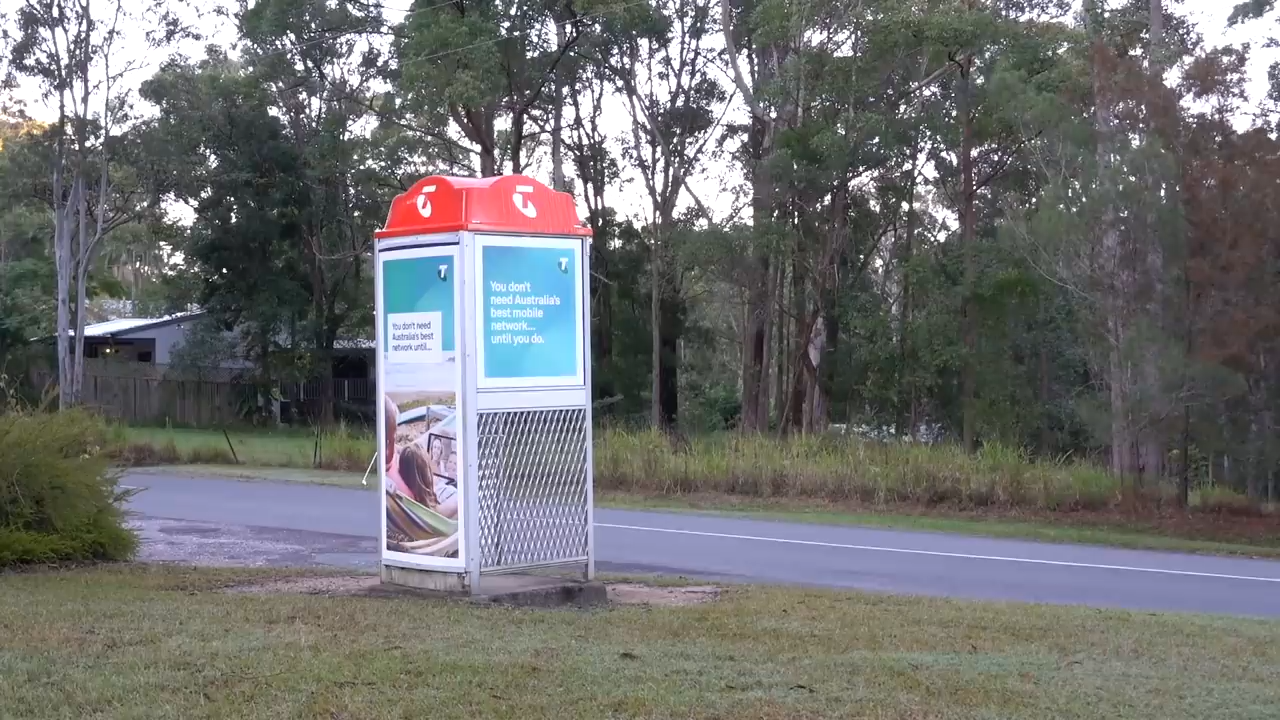 You don't
need Australia's
best network until...
You don't
need Australia's
best mobile
network...
until you do.